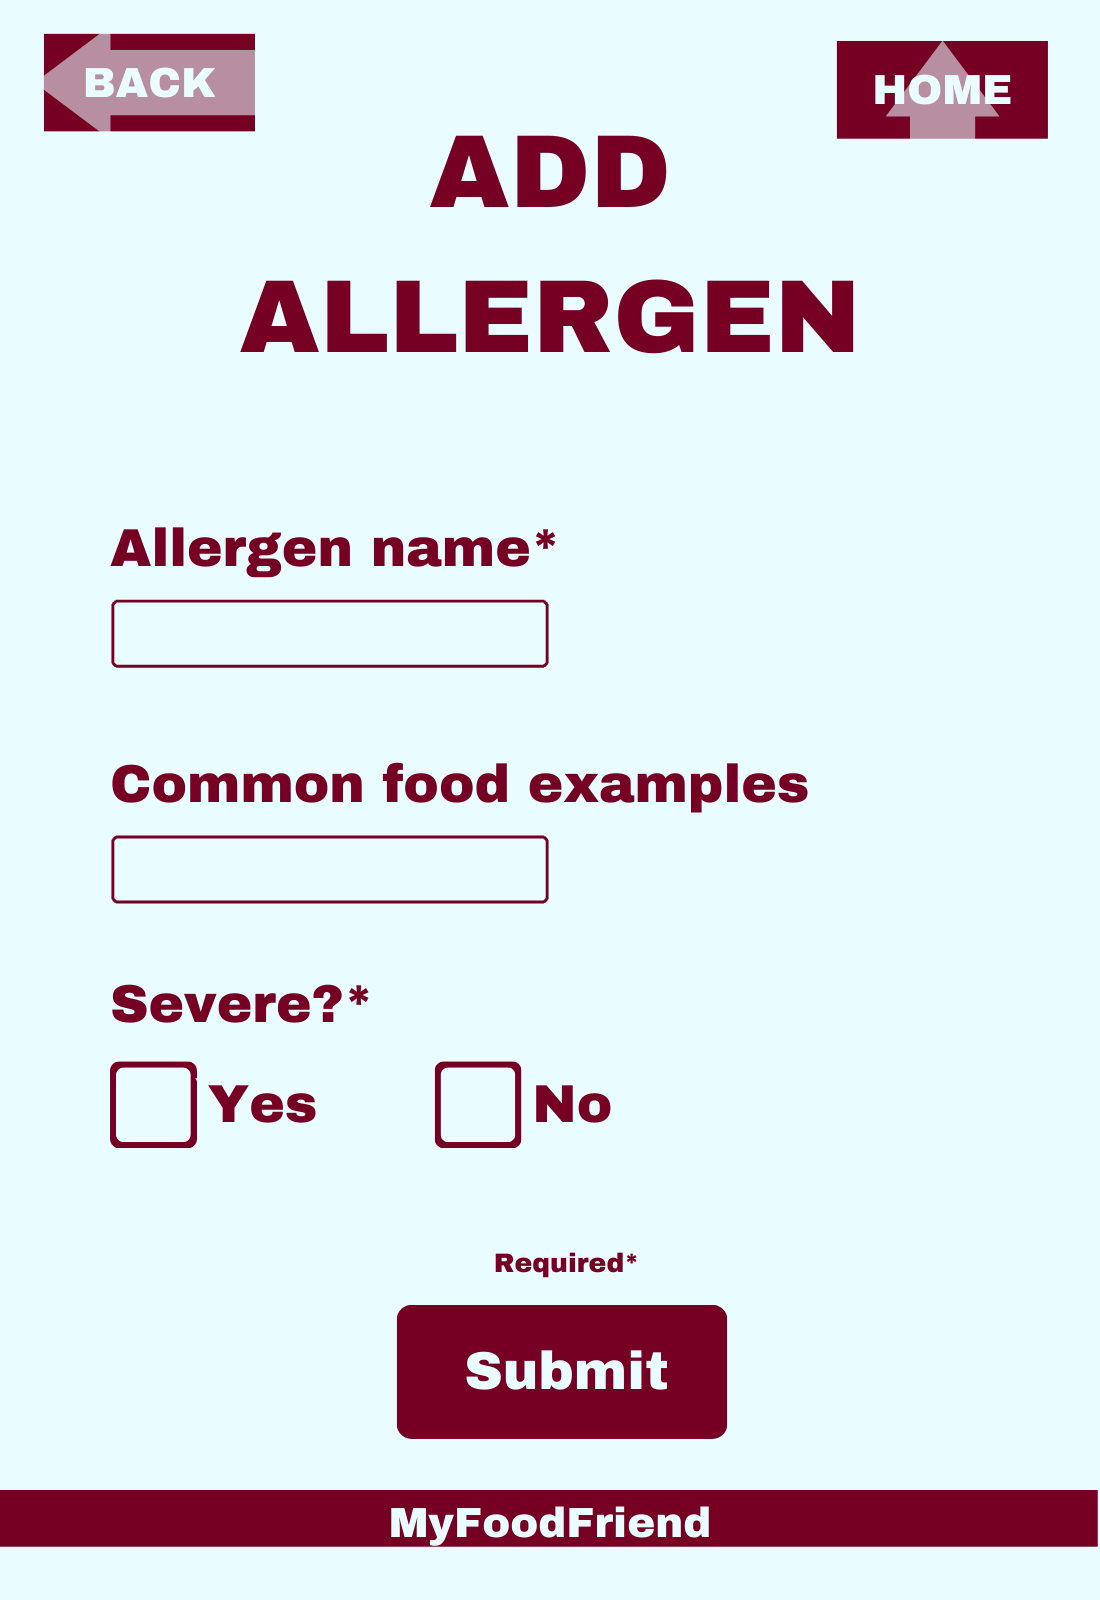 BACK
HOME
ADD
ALLERGEN
Allergen name*
Common food examples
Severe?*
Yes
No
Required*
Submit
MyFoodFriend